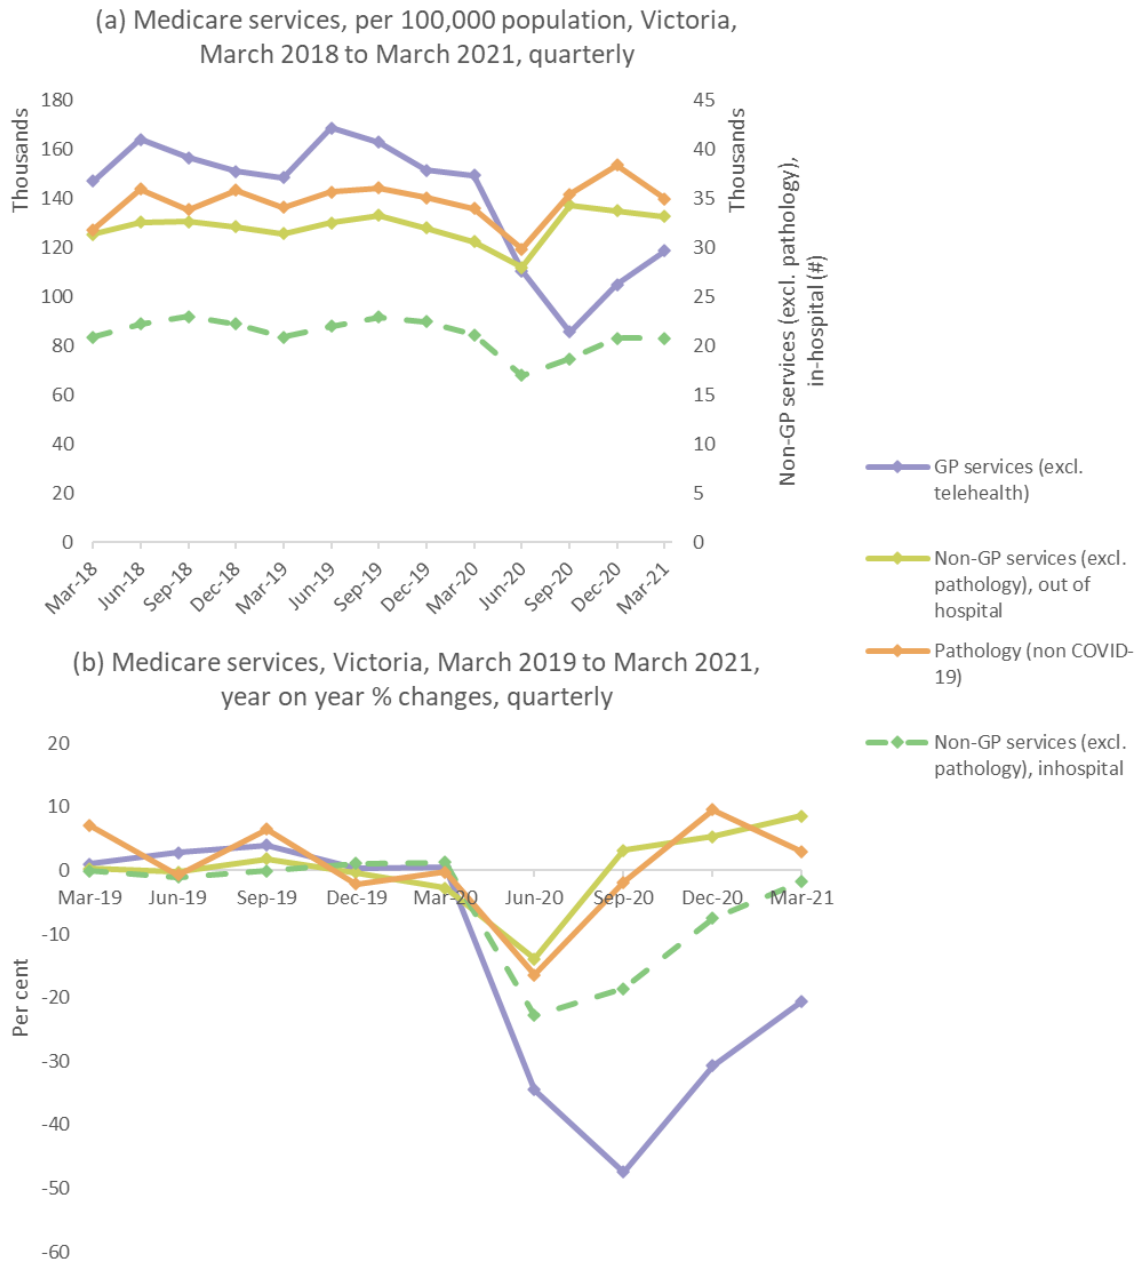 (a) Medicare services, per 100,000 population, Victoria,
March 2018 to March 2021, quarterly
Thousands
180
160
140
120
100
80
60
40
20
0
45
40
35
30
25
20
15
10
5
0
Thousands
Non-GP services (excl. pathology),
in-hospital (#)
Mar-18
Jun-18
Sep-18
Dec-18
Mar-19
Jun-19
Sep-19
Dec-19
Mar-20
Jun-20
Sep-20
Dec-20
Mar-21
GP services (excl.
telehealth)
Non-GP services (excl.
pathology), out of
hospital
Pathology (non COVID-
19)
Non-GP services (excl.
pathology), inhospital
(b) Medicare services, Victoria, March 2019 to March 2021,
year on year % changes, quarterly
Per cent
20
10
0
-10
-20
-30
-40
-50
-60
Mar-19
Jun-19
Sep-19
Dec-19
Mar-20
Jun-20
Sep-20
Dec-20
Mar-21